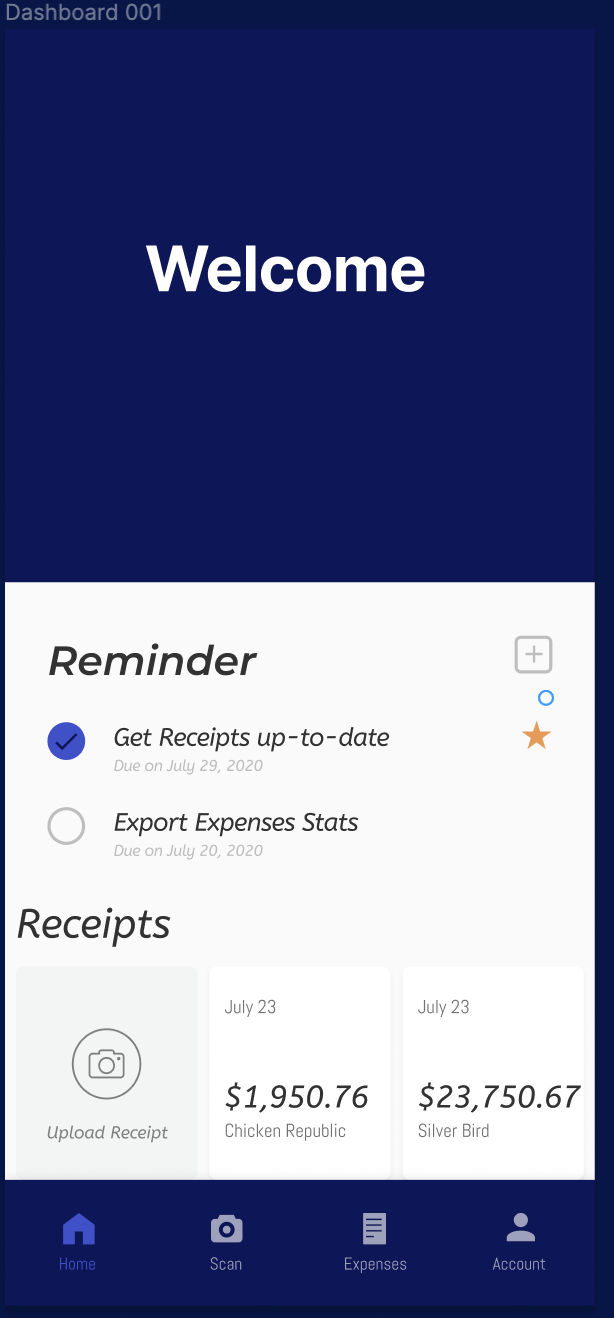 Dashboard 001
Welcome
Reminder
Get Receipts up-to-date
Due on July 29, 2020
Export Expenses Stats
Due on July 20, 2020
Receipts
Upload Receipt
July 23
$1,950.76
Chicken Republic
July 23
$23,750.67
Silver Bird
Home
Scan
Expenses
Account